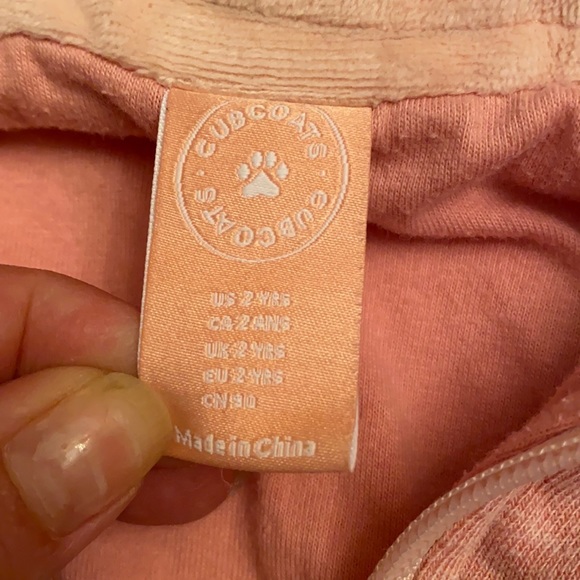 CUBCOATS · CUBCOATS ·
US 2 YRS
CA 2 ANS
UK 2 YRS
EU 2 YRS
CN 90
Made in China